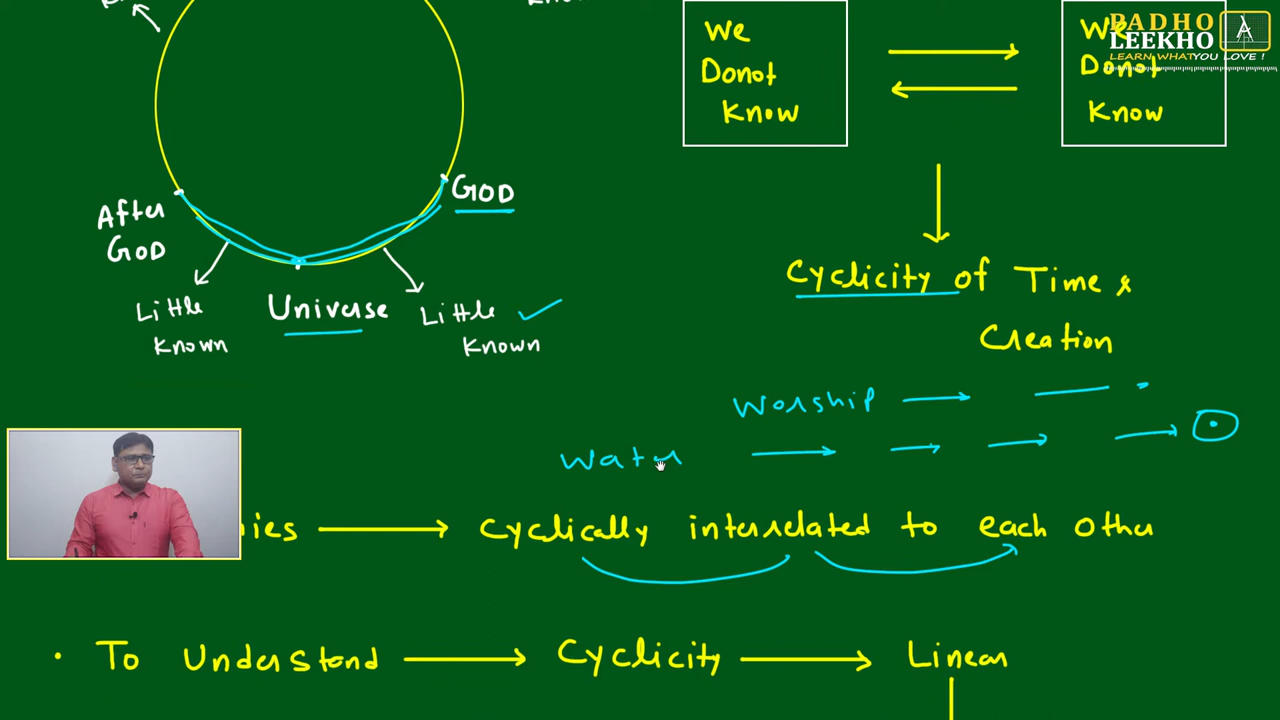 GOD
After
GOD
Little
Known
Universe
Little
Known
We
Donot
Know
We
Donot
Know
PADHO
LEEKHO
LEARN WHAT YOU LOVE !
Cyclicity of Time &
Creation
Worship
Water
Cyclically interrelated to each other
• To Understand Cyclicity Linear